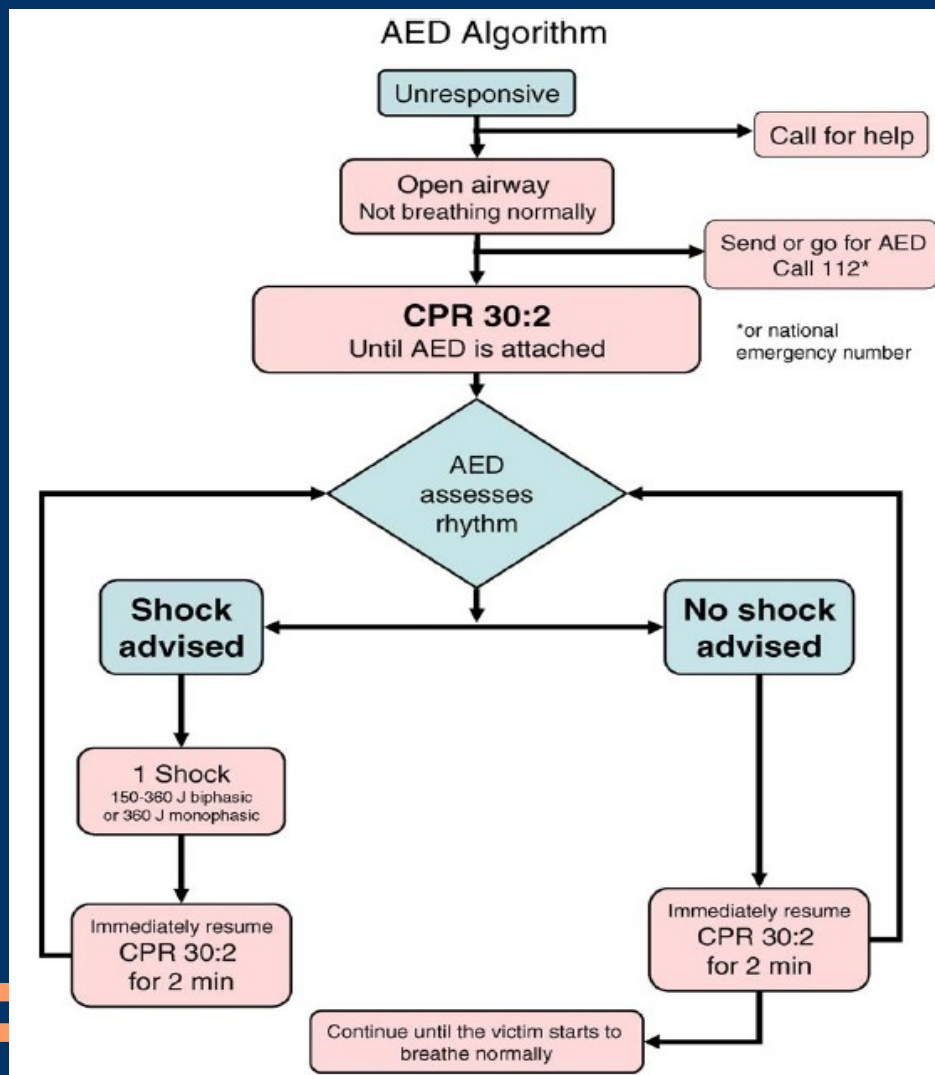 AED Algorithm
Unresponsive
Call for help
Open airway
Not breathing normally
Send or go for AED
Call 112*
CPR 30:2
Until AED is attached
*or national
emergency number
AED
assesses
rhythm
Shock
advised
No shock
advised
1 Shock
150-360 J biphasic
or 360 J monophasic
Immediately resume
CPR 30:2
for 2 min
Immediately resume
CPR 30:2
for 2 min
Continue until the victim starts to
breathe normally